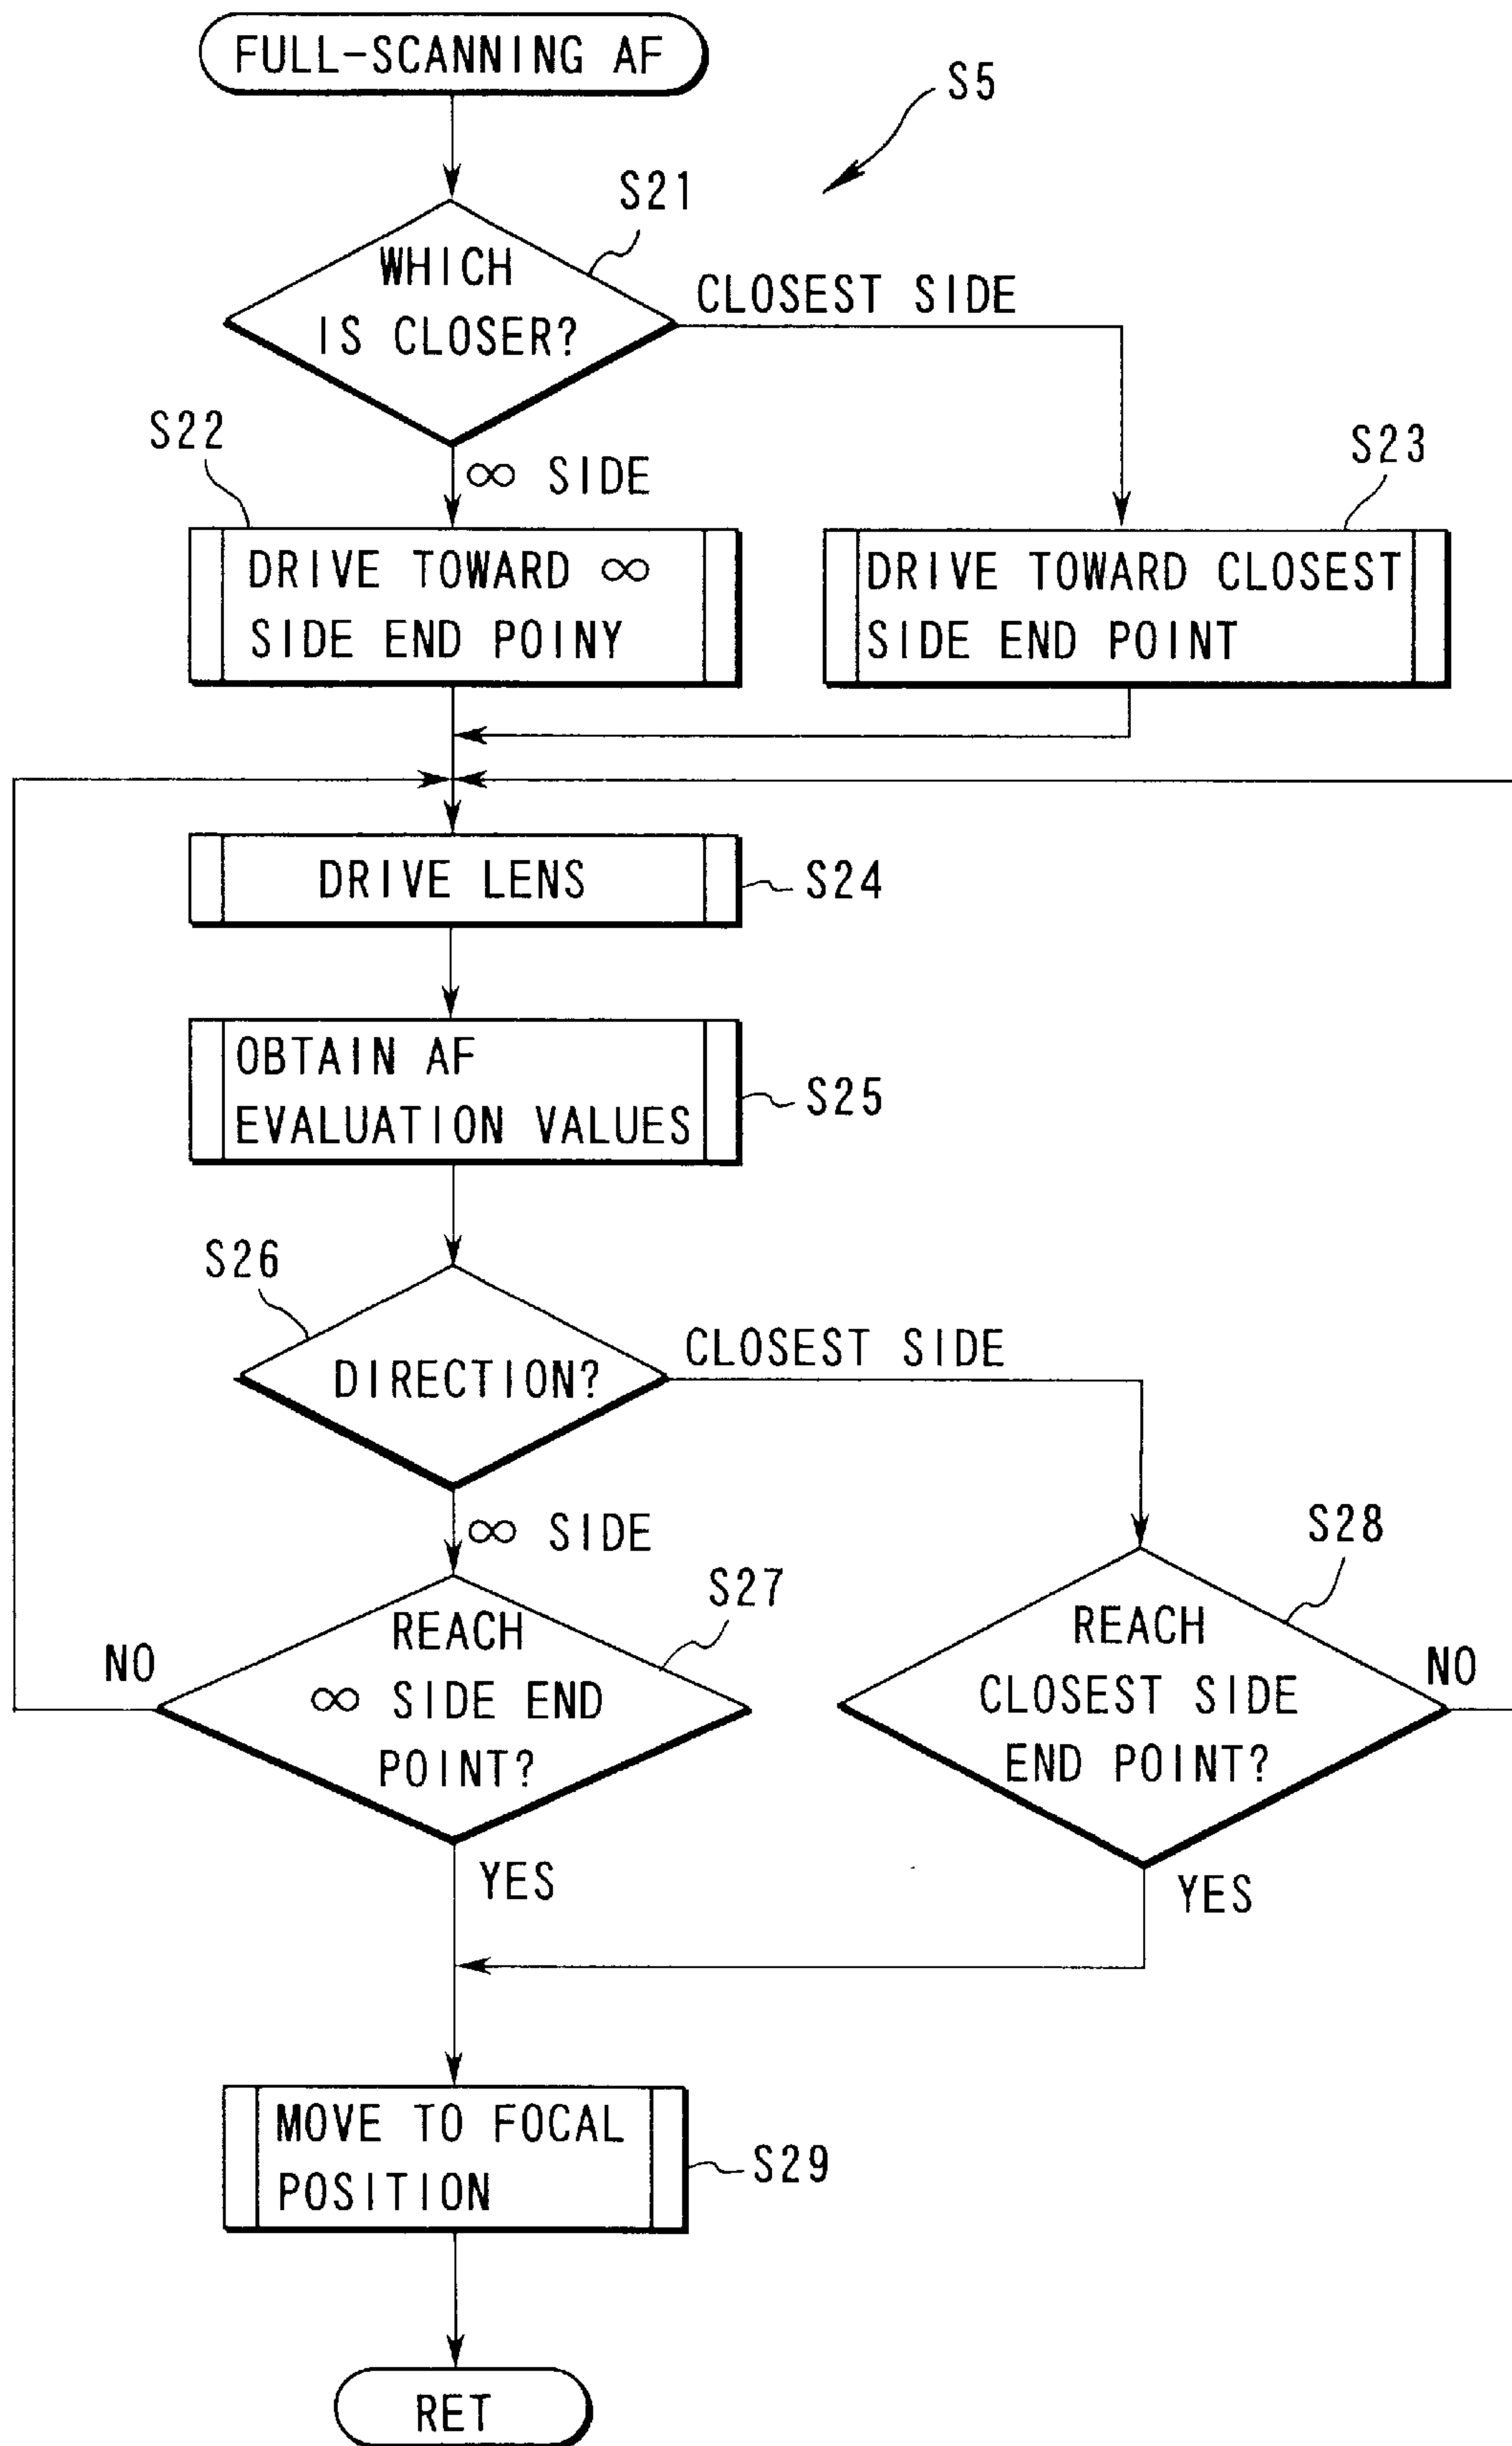 FULL-SCANNING AF
S5
S21
WHICH
IS CLOSER?
CLOSEST SIDE
∞ SIDE
S22
DRIVE TOWARD ∞
SIDE END POINY
S23
DRIVE TOWARD CLOSEST
SIDE END POINT
DRIVE LENS
S24
OBTAIN AF
EVALUATION VALUES
S25
S26
DIRECTION?
CLOSEST SIDE
∞ SIDE
S27
REACH
∞ SIDE END
POINT?
NO
YES
S28
REACH
CLOSEST SIDE
END POINT?
NO
YES
MOVE TO FOCAL
POSITION
S29
RET